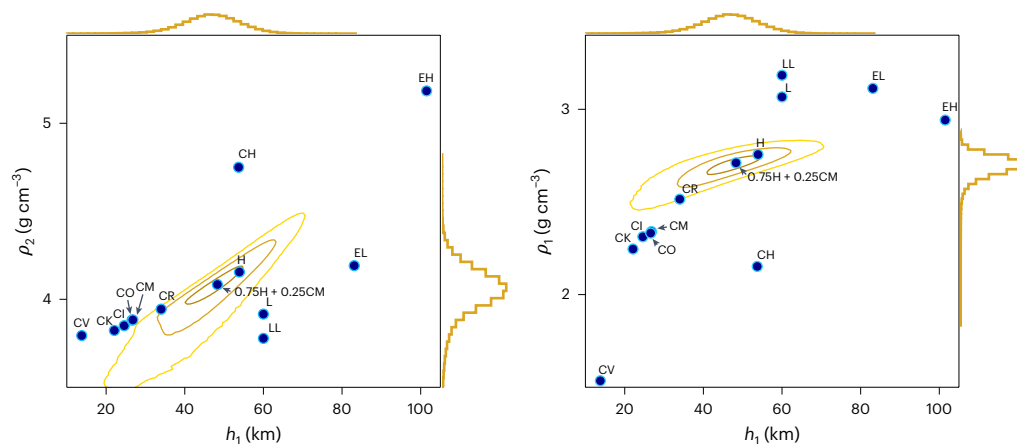 EH
5
CH
ρ₂ (g cm⁻³)
EL
H
0.75H + 0.25CM
CR
CO CM
4
CV CK CI
L
LL
20 40 60 80 100
h₁ (km)
LL
L
EL
EH
3
H
0.75H + 0.25CM
CR
ρ₁ (g cm⁻³)
CI CM
CK CO
CH
2
CV
20 40 60 80 100
h₁ (km)